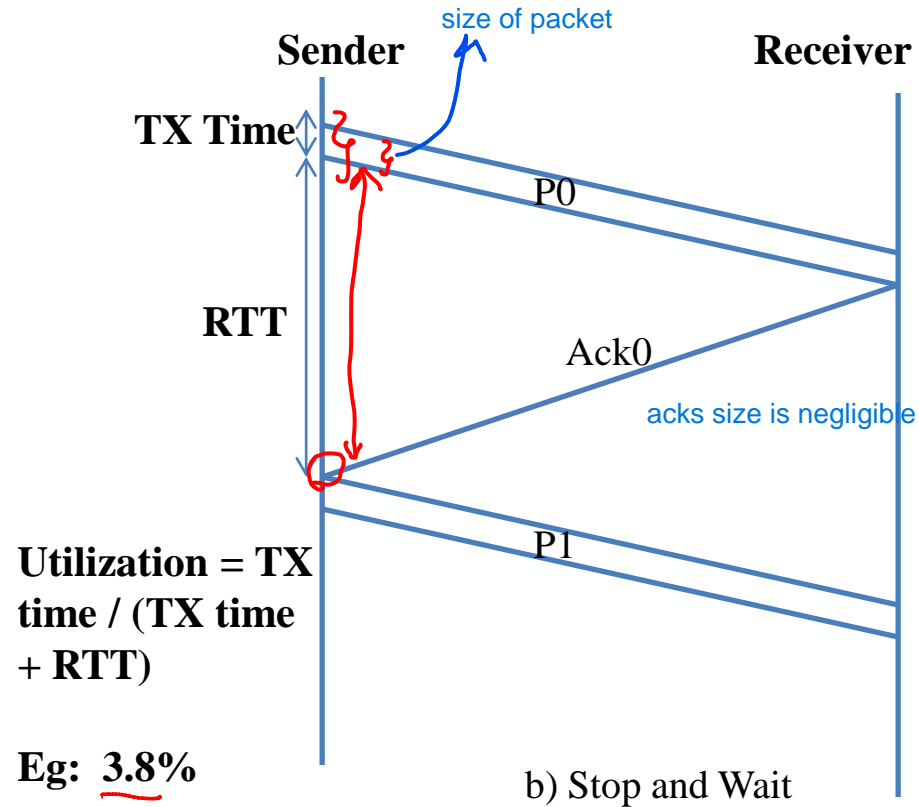 size of packet
Sender
Receiver
TX Time
P0
RTT
Ack0
acks size is negligible
P1
Utilization = TX
time / (TX time
+ RTT)
Eg: 3.8%
b) Stop and Wait